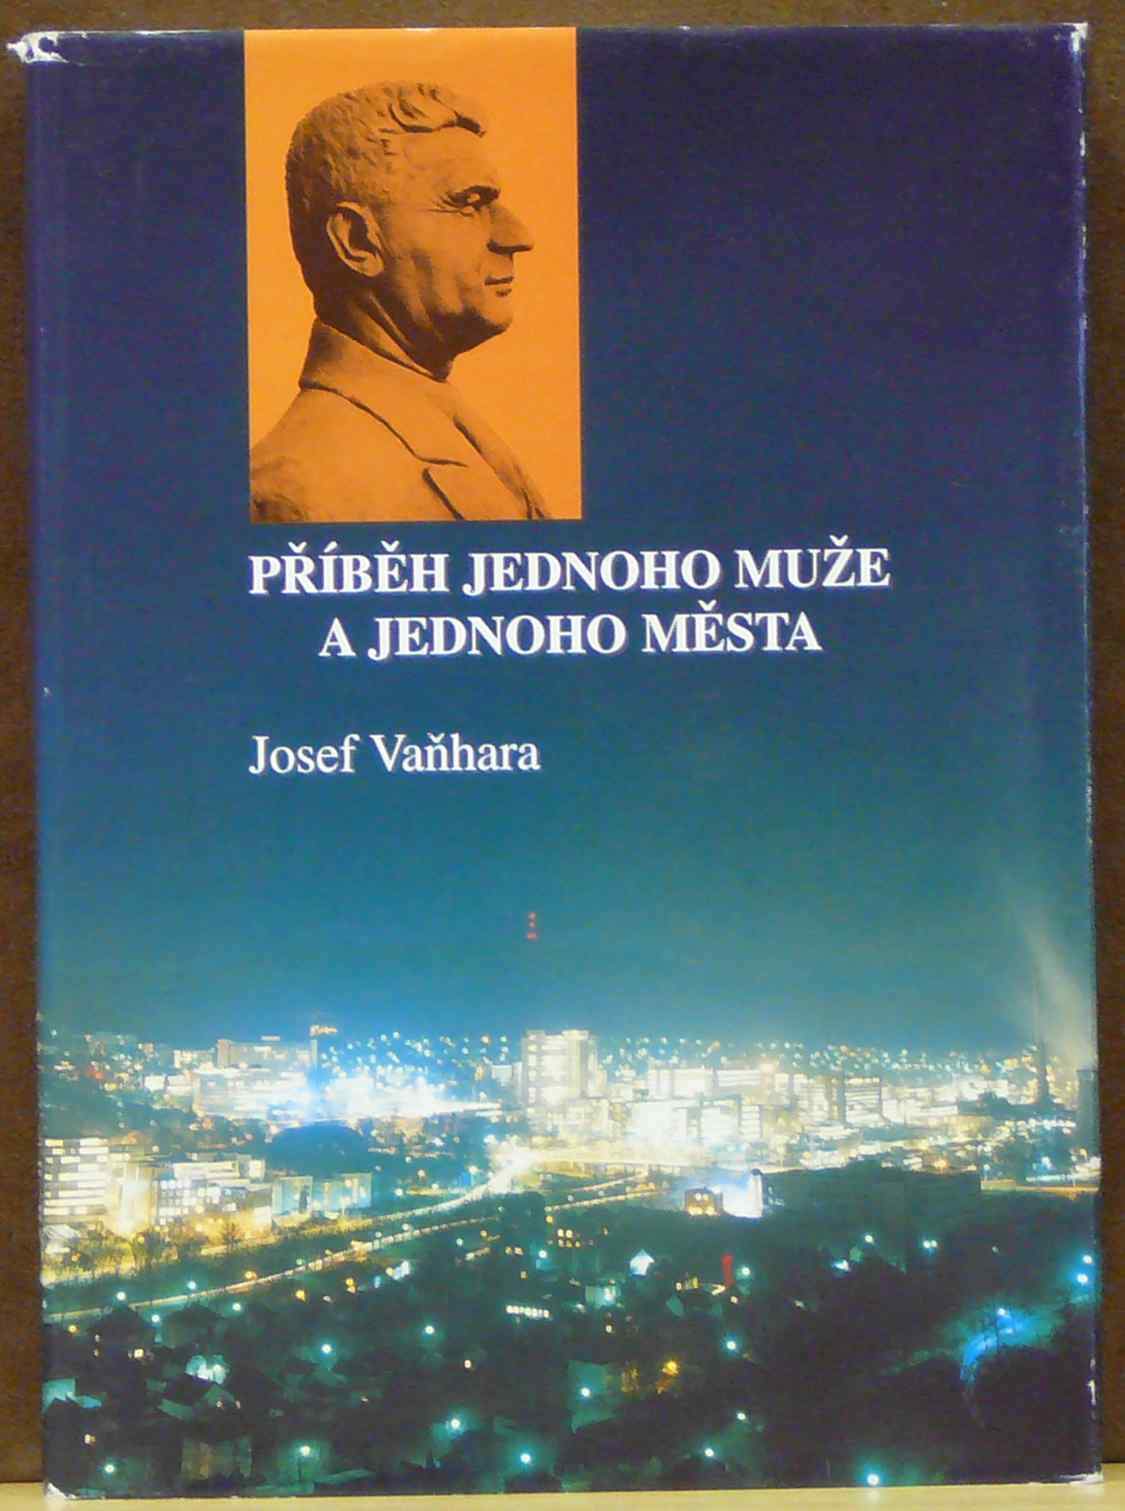 PŘÍBĚH JEDNOHO MUŽE
A JEDNOHO MĚSTA
Josef Vaňhara